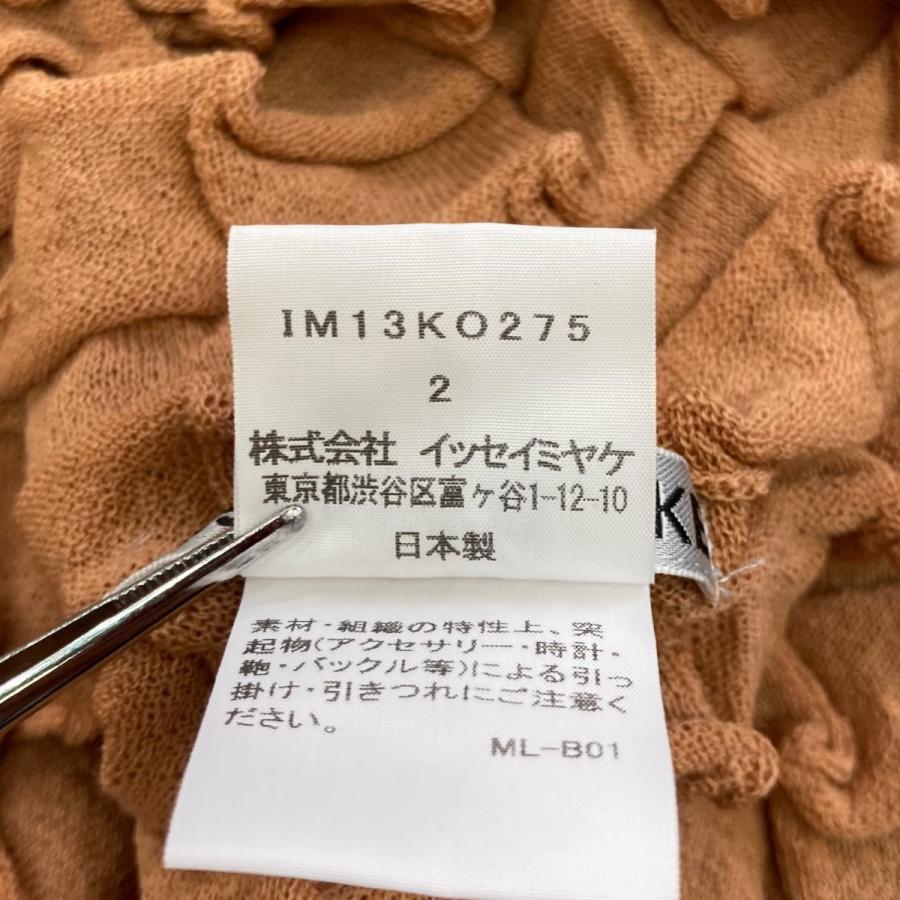 IM13KO275
2
株式会社 イッセイミヤケ
東京都渋谷区富ヶ谷1-12-10
日本製
KE
素材・組織の特性上、突
起物(アクセサリー・時計・
鞄・バックル等)による引っ
掛け・引きつれにご注意く
ださい。
ML-B01